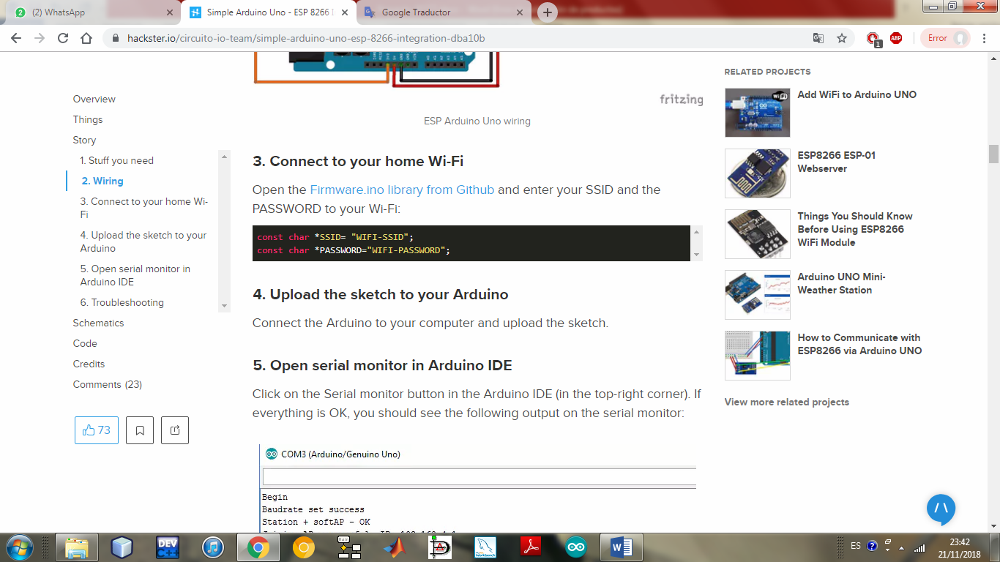 (2) WhatsApp
Simple Arduino Uno - ESP 8266 I
Google Traductor
hackster.io/circuito-io-team/simple-arduino-uno-esp-8266-integration-dba10b
1
ABP
Error
Overview
Things
Story
1. Stuff you need
2. Wiring
3. Connect to your home Wi-
Fi
4. Upload the sketch to your
Arduino
5. Open serial monitor in
Arduino IDE
6. Troubleshooting
Schematics
Code
Credits
Comments (23)
73
fritzing
ESP Arduino Uno wiring
3. Connect to your home Wi-Fi
Open the Firmware.ino library from Github and enter your SSID and the
PASSWORD to your Wi-Fi:
const char *SSID= "WIFI-SSID";
const char *PASSWORD="WIFI-PASSWORD";
4. Upload the sketch to your Arduino
Connect the Arduino to your computer and upload the sketch.
5. Open serial monitor in Arduino IDE
Click on the Serial monitor button in the Arduino IDE (in the top-right corner). If
everything is OK, you should see the following output on the serial monitor:
COM3 (Arduino/Genuino Uno)
Begin
Baudrate set success
Station + softAP - OK
RELATED PROJECTS
Add WiFi to Arduino UNO
ESP8266 ESP-01
Webserver
Things You Should Know
Before Using ESP8266
WiFi Module
Arduino UNO Mini-
Weather Station
How to Communicate with
ESP8266 via Arduino UNO
View more related projects
DEV
C++
Main
Workbench
ES
23:42
21/11/2018